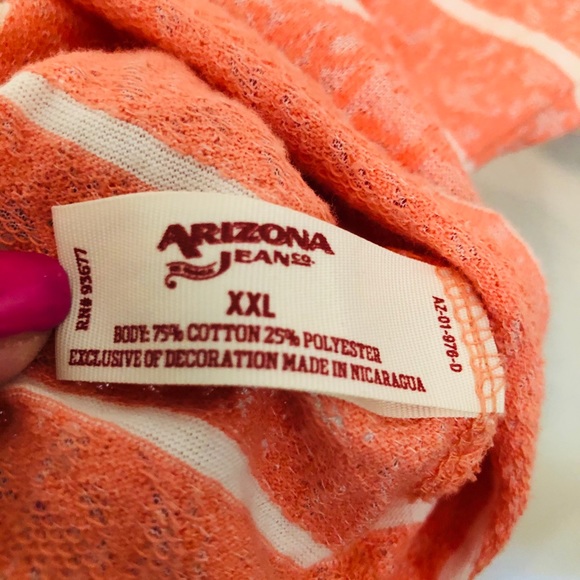 ARIZONA
JEAN CO.
XXL
BODY: 75% COTTON 25% POLYESTER
EXCLUSIVE OF DECORATION MADE IN NICARAGUA
RN# 93677
AZ-01-976-D